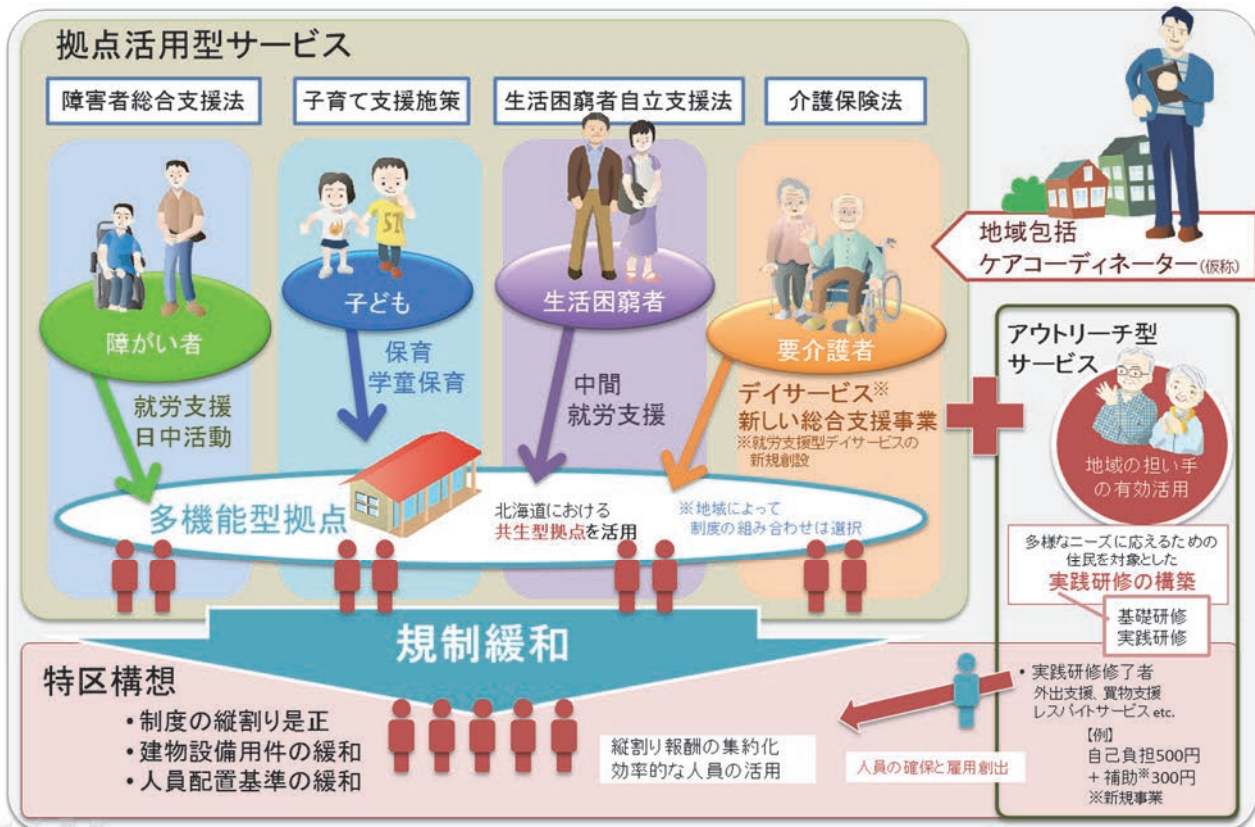 拠点活用型サービス
障害者総合支援法
子育て支援施策
生活困窮者自立支援法
介護保険法
障がい者
子ども
生活困窮者
要介護者
就労支援
日中活動
保育
学童保育
中間
就労支援
デイサービス※
新しい総合支援事業
※就労支援型デイサービスの
新規創設
多機能型拠点
北海道における
共生型拠点を活用
※地域によって
制度の組み合わせは選択
地域包括
ケアコーディネーター(仮称)
アウトリーチ型
サービス
地域の担い手
の有効活用
多様なニーズに応えるための
住民を対象とした
実践研修の構築
基礎研修
実践研修
・実践研修修了者
外出支援、買物支援
レスパイトサービスetc.
【例】
自己負担500円
+補助※300円
※新規事業
規制緩和
特区構想
・制度の縦割り是正
・建物設備用件の緩和
・人員配置基準の緩和
縦割り報酬の集約化
効率的な人員の活用
人員の確保と雇用創出